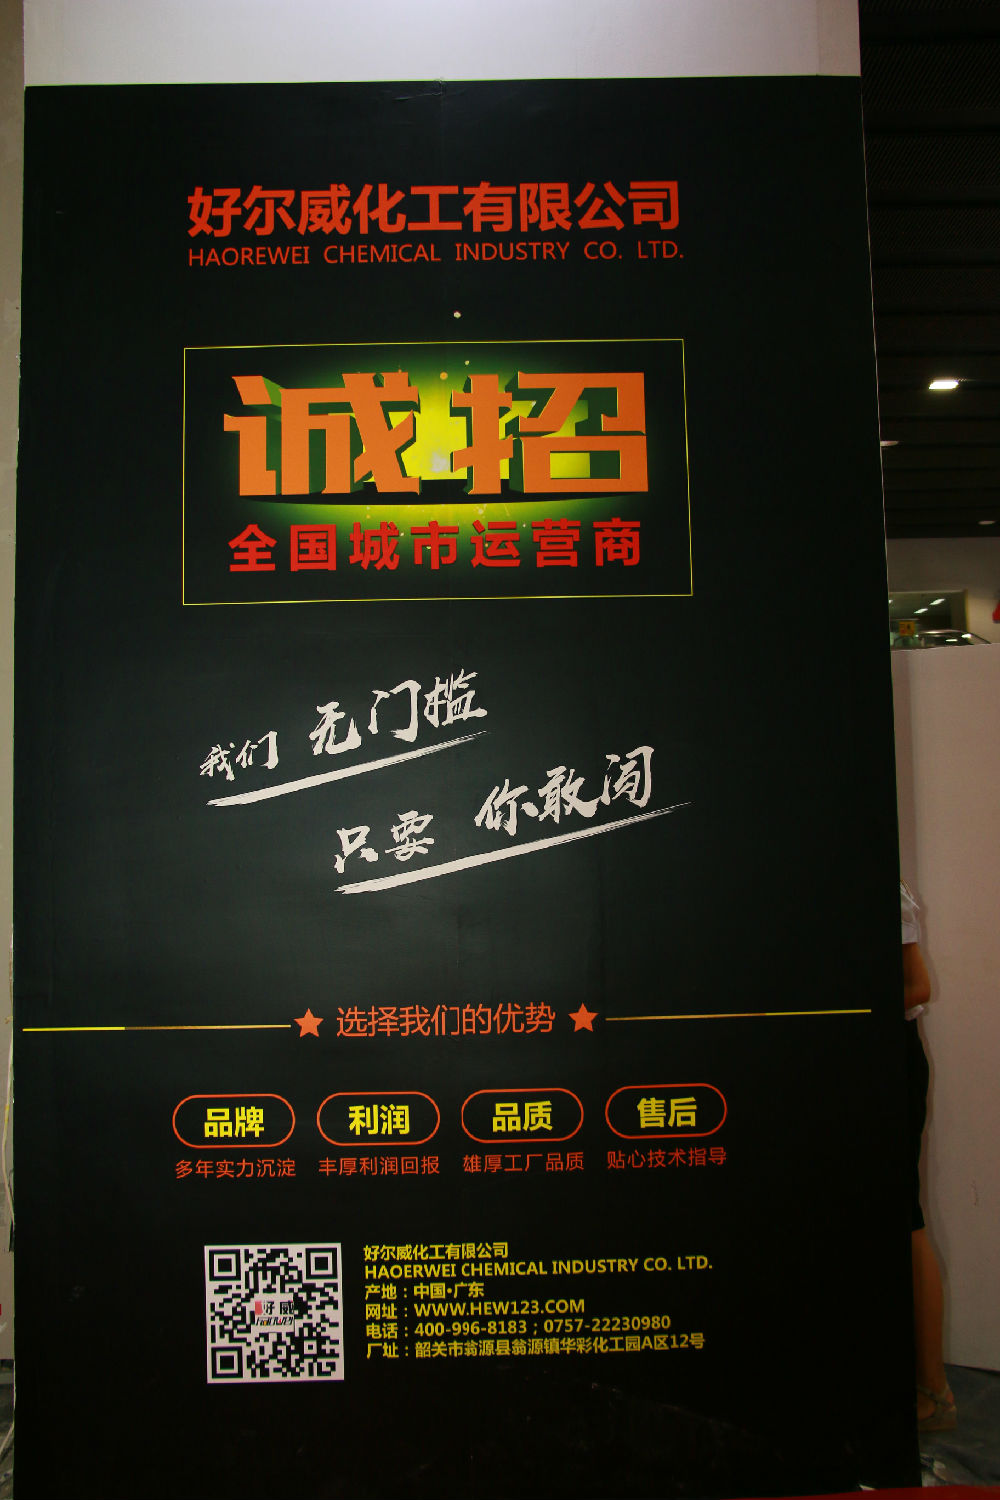 好尔威化工有限公司
HAOREWEI CHEMICAL INDUSTRY CO. LTD.
诚招
全国城市运营商
我们 无门槛
只要 你敢闯
选择我们的优势
品牌 利润 品质 售后
多年实力沉淀 丰厚利润回报 雄厚工厂品质 贴心技术指导
好尔威化工有限公司
HAOERWEI CHEMICAL INDUSTRY CO. LTD.
产地：中国·广东
网址：WWW.HEW123.COM
电话：400-996-8183；0757-22230980
厂址：韶关市翁源县翁源镇华彩化工园A区12号
好 威